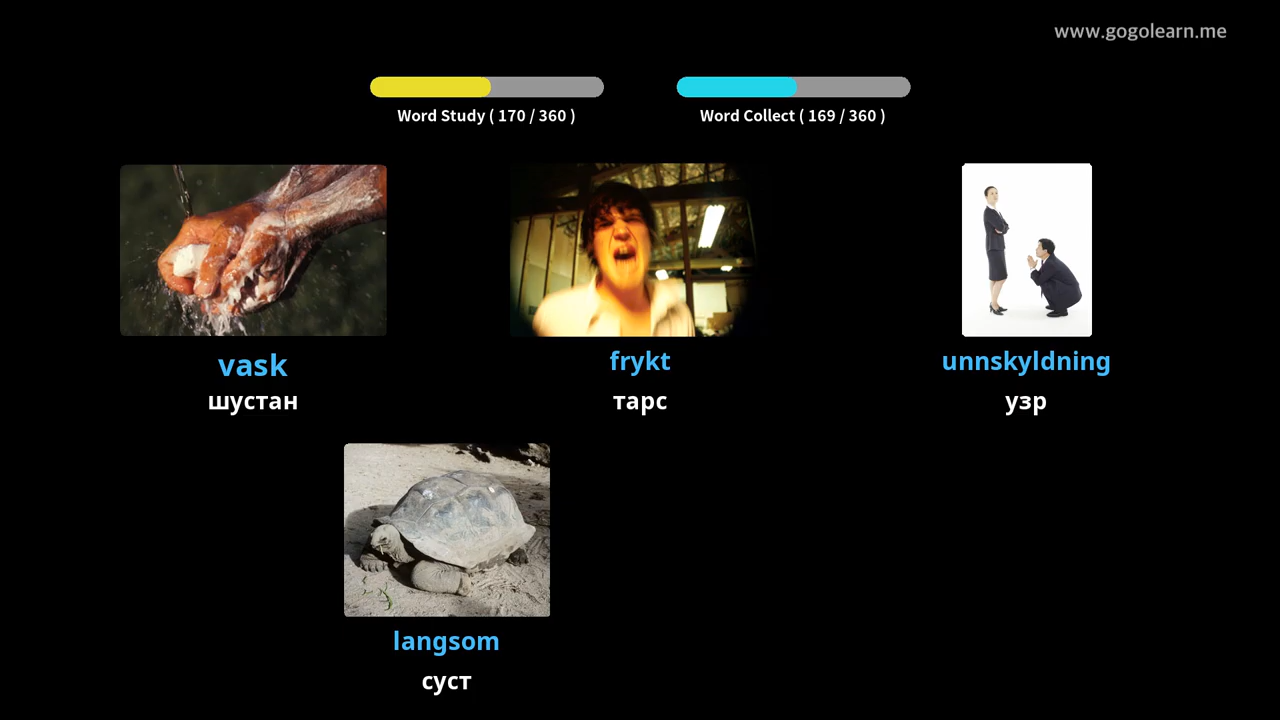 www.gogolearn.me
Word Study ( 170 / 360 )
Word Collect ( 169 / 360 )
vask
frykt
unnskyldning
шустан
тарс
узр
langsom
суст